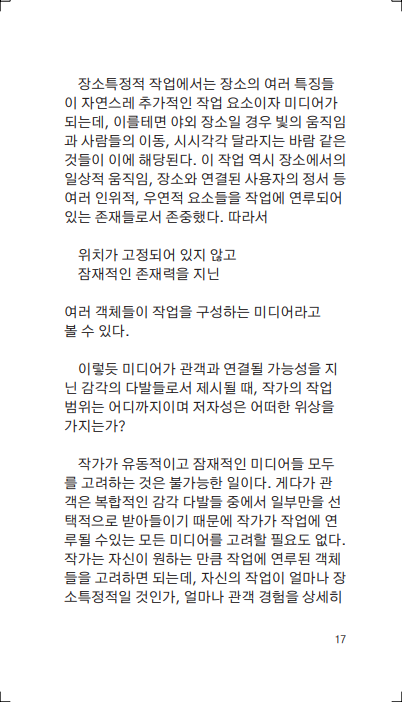 장소특정적 작업에서는 장소의 여러 특징들
이 자연스레 추가적인 작업 요소이자 미디어가
되는데, 이를테면 야외 장소일 경우 빛의 움직임
과 사람들의 이동, 시시각각 달라지는 바람 같은
것들이 이에 해당된다. 이 작업 역시 장소에서의
일상적 움직임, 장소와 연결된 사용자의 정서 등
여러 인위적, 우연적 요소들을 작업에 연루되어
있는 존재들로서 존중했다. 따라서
위치가 고정되어 있지 않고
잠재적인 존재력을 지닌
여러 객체들이 작업을 구성하는 미디어라고
볼 수 있다.
이렇듯 미디어가 관객과 연결될 가능성을 지
닌 감각의 다발들로서 제시될 때, 작가의 작업
범위는 어디까지이며 저자성은 어떠한 위상을
가지는가?
작가가 유동적이고 잠재적인 미디어들 모두
를 고려하는 것은 불가능한 일이다. 게다가 관
객은 복합적인 감각 다발들 중에서 일부만을 선
택적으로 받아들이기 때문에 작가가 작업에 연
루될 수있는 모든 미디어를 고려할 필요도 없다.
작가는 자신이 원하는 만큼 작업에 연루된 객체
들을 고려하면 되는데, 자신의 작업이 얼마나 장
소특정적일 것인가, 얼마나 관객 경험을 상세히
17